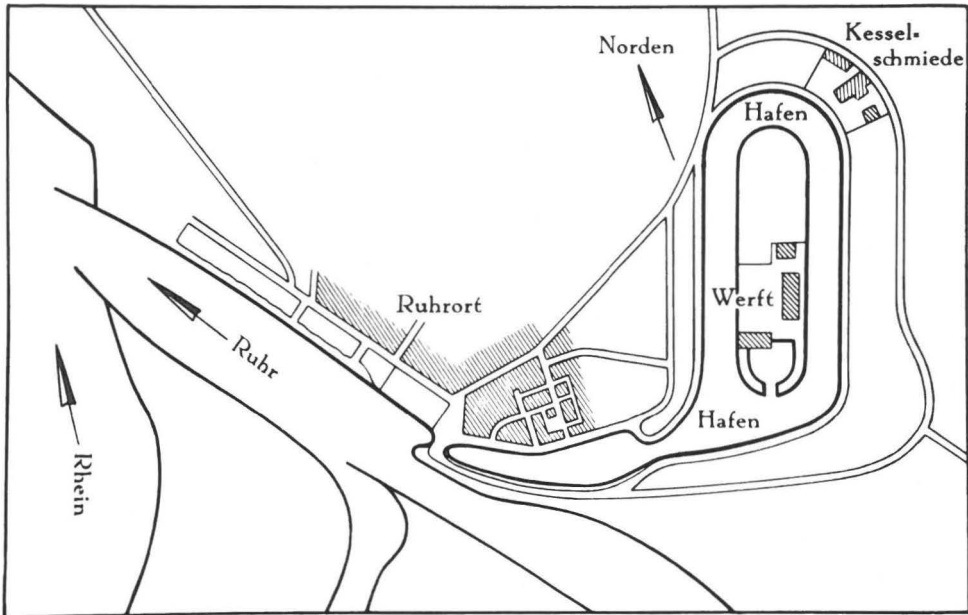 Kessel=
schmiede
Norden
Hafen
Ruhrort
Werft
Ruhr
Hafen
Rhein